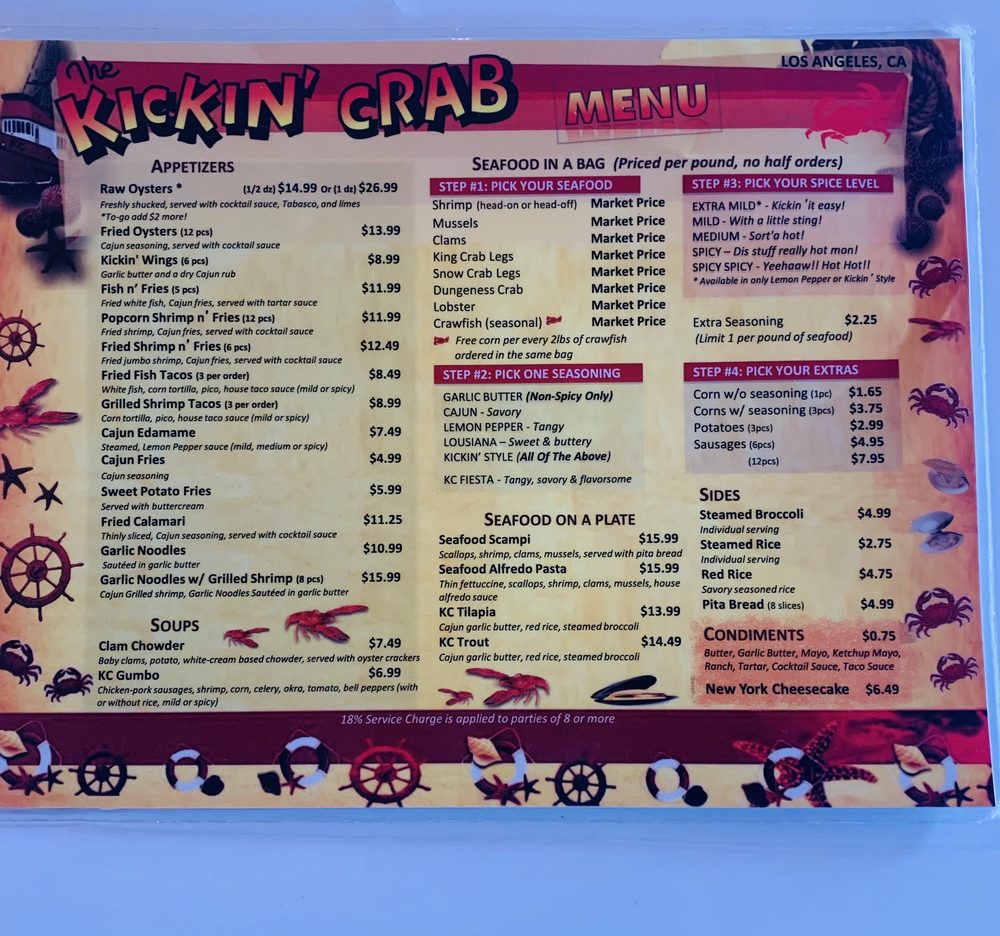 The
KICKIN' CRAB
MENU
LOS ANGELES, CA
APPETIZERS
Raw Oysters * (1/2 dz) $14.99 Or (1 dz) $26.99
Freshly shucked, served with cocktail sauce, Tabasco, and limes
*To-go add $2 more!
Fried Oysters (12 pcs) $13.99
Cajun seasoning, served with cocktail sauce
Kickin' Wings (6 pcs) $8.99
Garlic butter and a dry Cajun rub
Fish n' Fries (5 pcs) $11.99
Fried white fish, Cajun fries, served with tartar sauce
Popcorn Shrimp n' Fries (12 pcs) $11.99
Fried shrimp, Cajun fries, served with cocktail sauce
Fried Shrimp n' Fries (6 pcs) $12.49
Fried jumbo shrimp, Cajun fries, served with cocktail sauce
Fried Fish Tacos (3 per order) $8.49
White fish, corn tortilla, pico, house taco sauce (mild or spicy)
Grilled Shrimp Tacos (3 per order) $8.99
Corn tortilla, pico, house taco sauce (mild or spicy)
Cajun Edamame $7.49
Steamed, Lemon Pepper sauce (mild, medium or spicy)
Cajun Fries $4.99
Cajun seasoning
Sweet Potato Fries $5.99
Served with buttercream
Fried Calamari $11.25
Thinly sliced, Cajun seasoning, served with cocktail sauce
Garlic Noodles $10.99
Sautéed in garlic butter
Garlic Noodles w/ Grilled Shrimp (8 pcs) $15.99
Cajun Grilled shrimp, Garlic Noodles Sautéed in garlic butter
SOUPS
Clam Chowder $7.49
Baby clams, potato, white-cream based chowder, served with oyster crackers
KC Gumbo $6.99
Chicken-pork sausages, shrimp, corn, celery, okra, tomato, bell peppers (with
or without rice, mild or spicy)
SEAFOOD IN A BAG (Priced per pound, no half orders)
STEP #1: PICK YOUR SEAFOOD
Shrimp (head-on or head-off) Market Price
Mussels Market Price
Clams Market Price
King Crab Legs Market Price
Snow Crab Legs Market Price
Dungeness Crab Market Price
Lobster Market Price
Crawfish (seasonal) Market Price
Free corn per every 2lbs of crawfish
ordered in the same bag
STEP #2: PICK ONE SEASONING
GARLIC BUTTER (Non-Spicy Only)
CAJUN - Savory
LEMON PEPPER - Tangy
LOUSIANA – Sweet & buttery
KICKIN' STYLE (All Of The Above)
KC FIESTA - Tangy, savory & flavorsome
SEAFOOD ON A PLATE
Seafood Scampi $15.99
Scallops, shrimp, clams, mussels, served with pita bread
Seafood Alfredo Pasta $15.99
Thin fettuccine, scallops, shrimp, clams, mussels, house
alfredo sauce
KC Tilapia $13.99
Cajun garlic butter, red rice, steamed broccoli
KC Trout $14.49
Cajun garlic butter, red rice, steamed broccoli
STEP #3: PICK YOUR SPICE LEVEL
EXTRA MILD* - Kickin 'it easy!
MILD - With a little sting!
MEDIUM - Sort'a hot!
SPICY – Dis stuff really hot mon!
SPICY SPICY - Yeehaaw!! Hot Hot!!
* Available in only Lemon Pepper or Kickin' Style
Extra Seasoning $2.25
(Limit 1 per pound of seafood)
STEP #4: PICK YOUR EXTRAS
Corn w/o seasoning (1pc) $1.65
Corns w/ seasoning (3pcs) $3.75
Potatoes (3pcs) $2.99
Sausages (6pcs) $4.95
(12pcs) $7.95
SIDES
Steamed Broccoli $4.99
Individual serving
Steamed Rice $2.75
Individual serving
Red Rice $4.75
Savory seasoned rice
Pita Bread (8 slices) $4.99
CONDIMENTS $0.75
Butter, Garlic Butter, Mayo, Ketchup Mayo,
Ranch, Tartar, Cocktail Sauce, Taco Sauce
New York Cheesecake $6.49
18% Service Charge is applied to parties of 8 or more